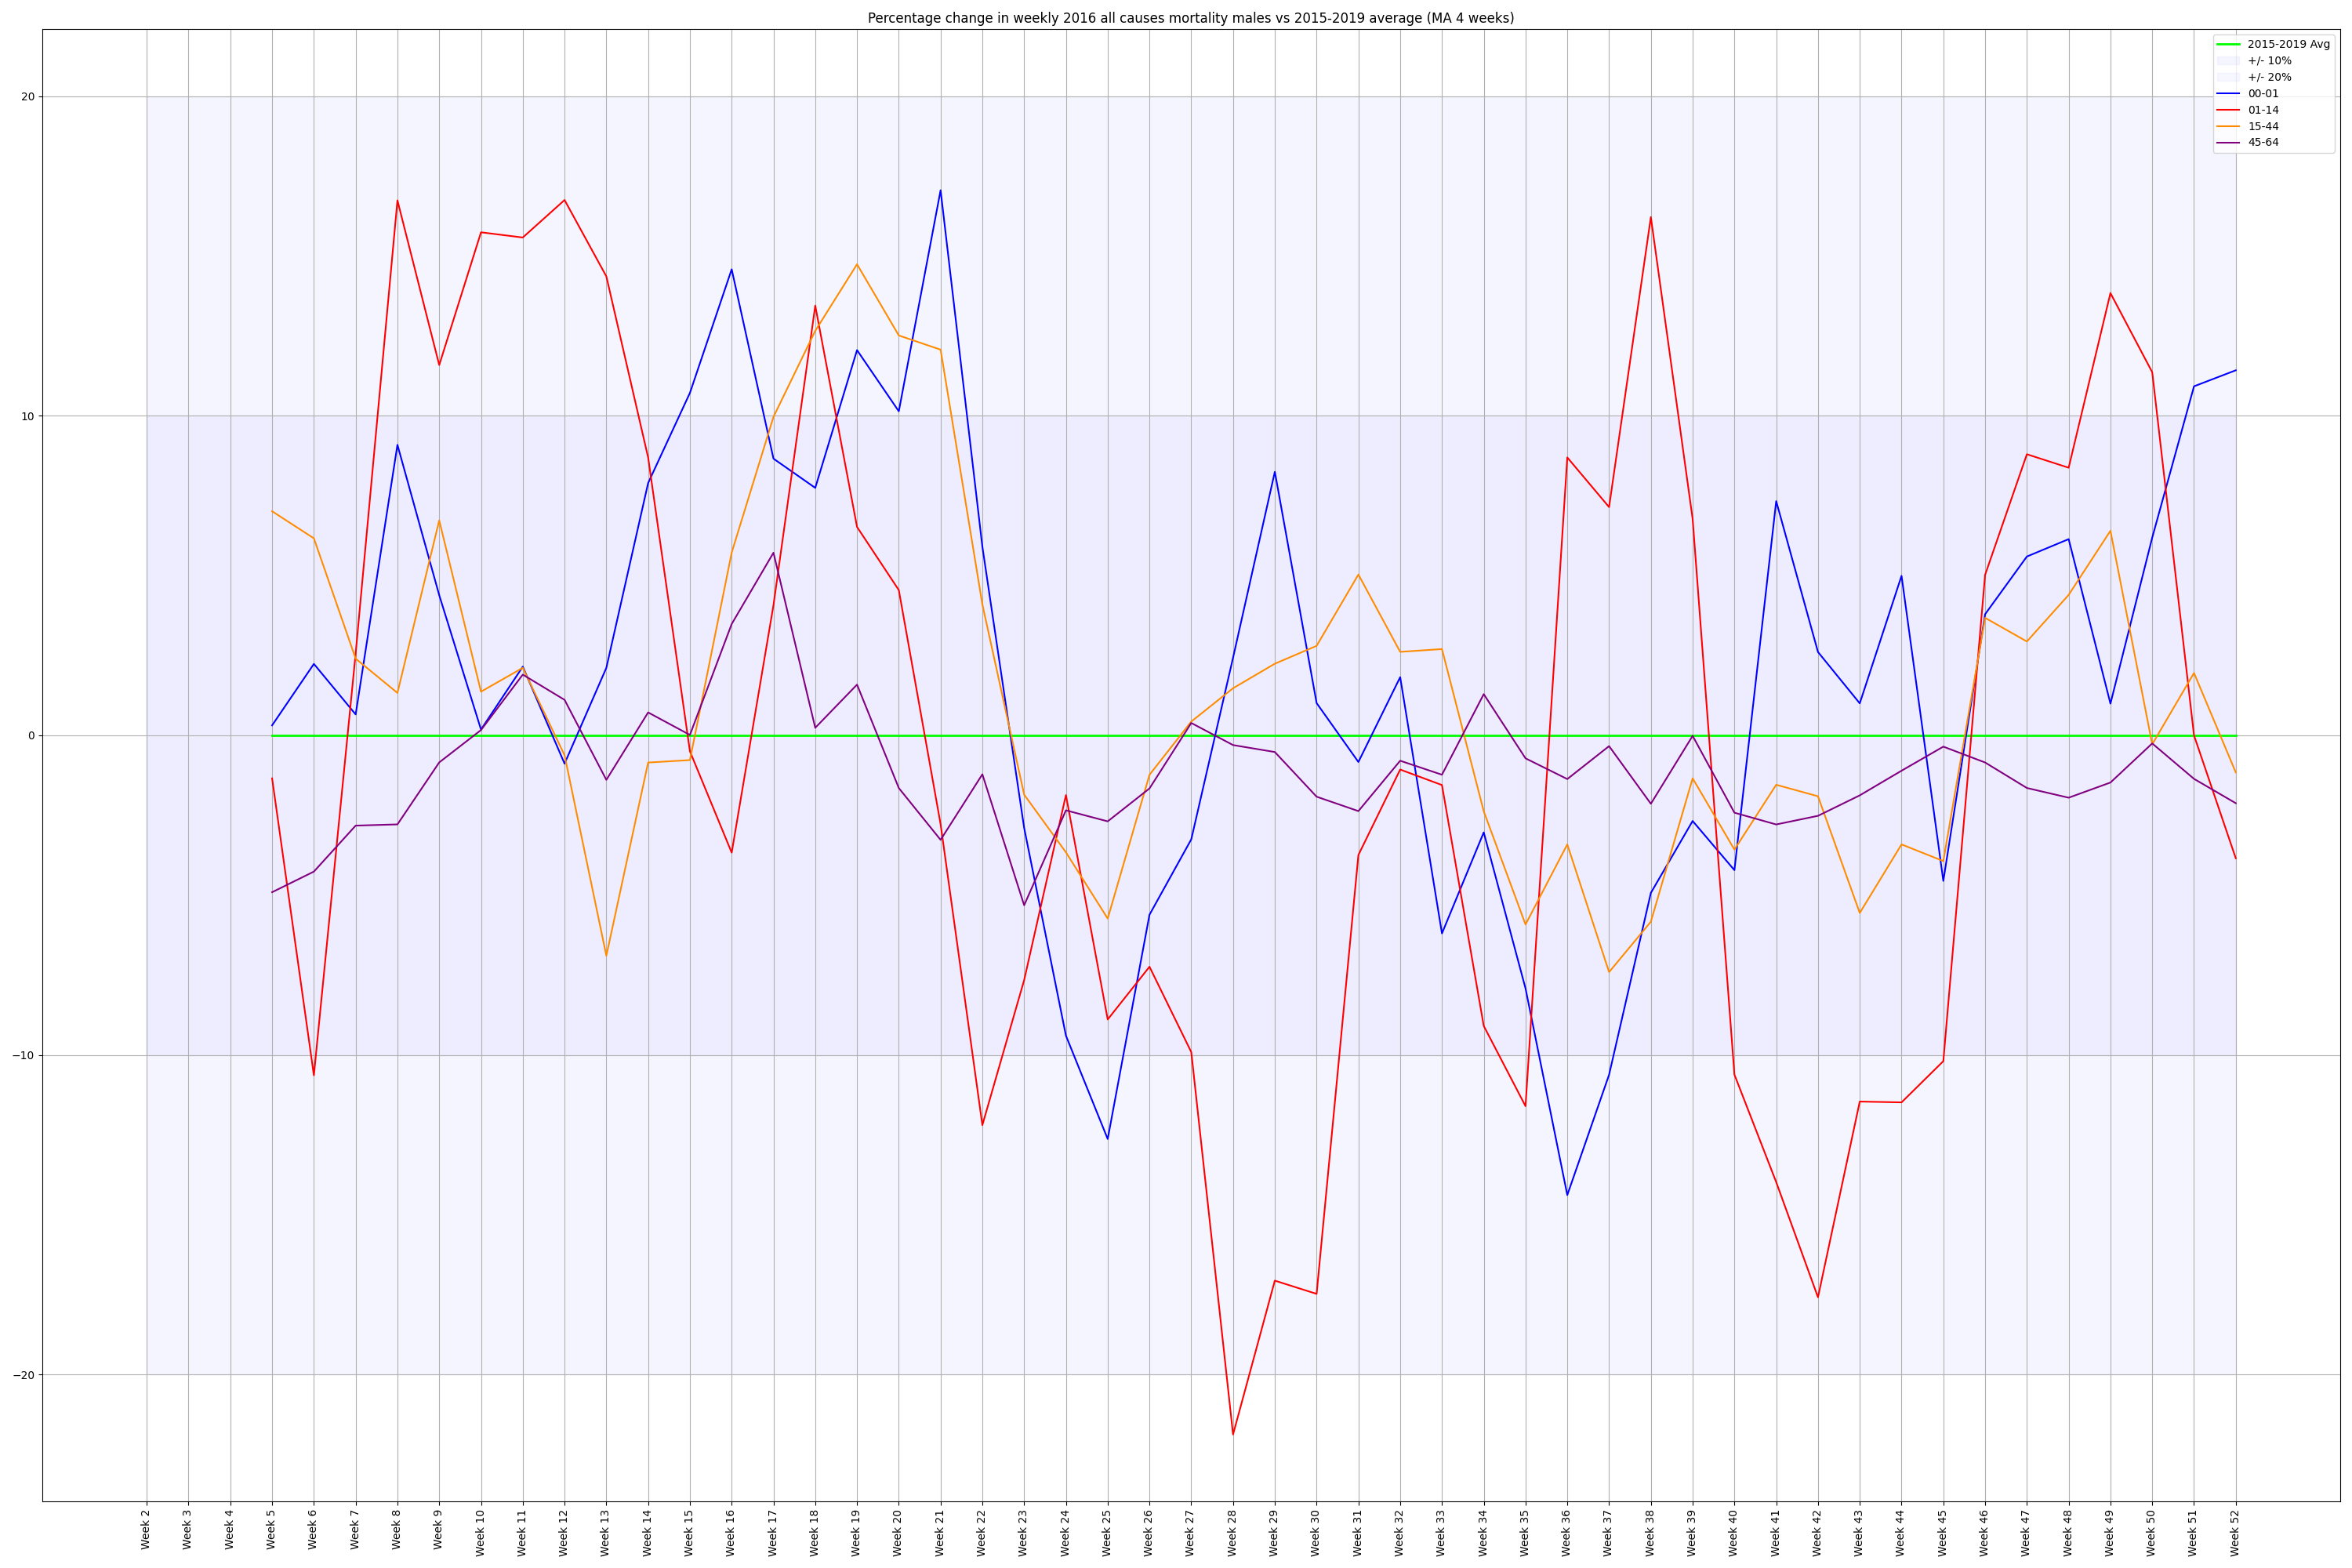 Percentage change in weekly 2016 all causes mortality males vs 2015-2019 average (MA 4 weeks)
2015-2019 Avg
+/- 10%
+/- 20%
00-01
01-14
15-44
45-64
20
10
0
−10
−20
Week 2
Week 3
Week 4
Week 5
Week 6
Week 7
Week 8
Week 9
Week 10
Week 11
Week 12
Week 13
Week 14
Week 15
Week 16
Week 17
Week 18
Week 19
Week 20
Week 21
Week 22
Week 23
Week 24
Week 25
Week 26
Week 27
Week 28
Week 29
Week 30
Week 31
Week 32
Week 33
Week 34
Week 35
Week 36
Week 37
Week 38
Week 39
Week 40
Week 41
Week 42
Week 43
Week 44
Week 45
Week 46
Week 47
Week 48
Week 49
Week 50
Week 51
Week 52